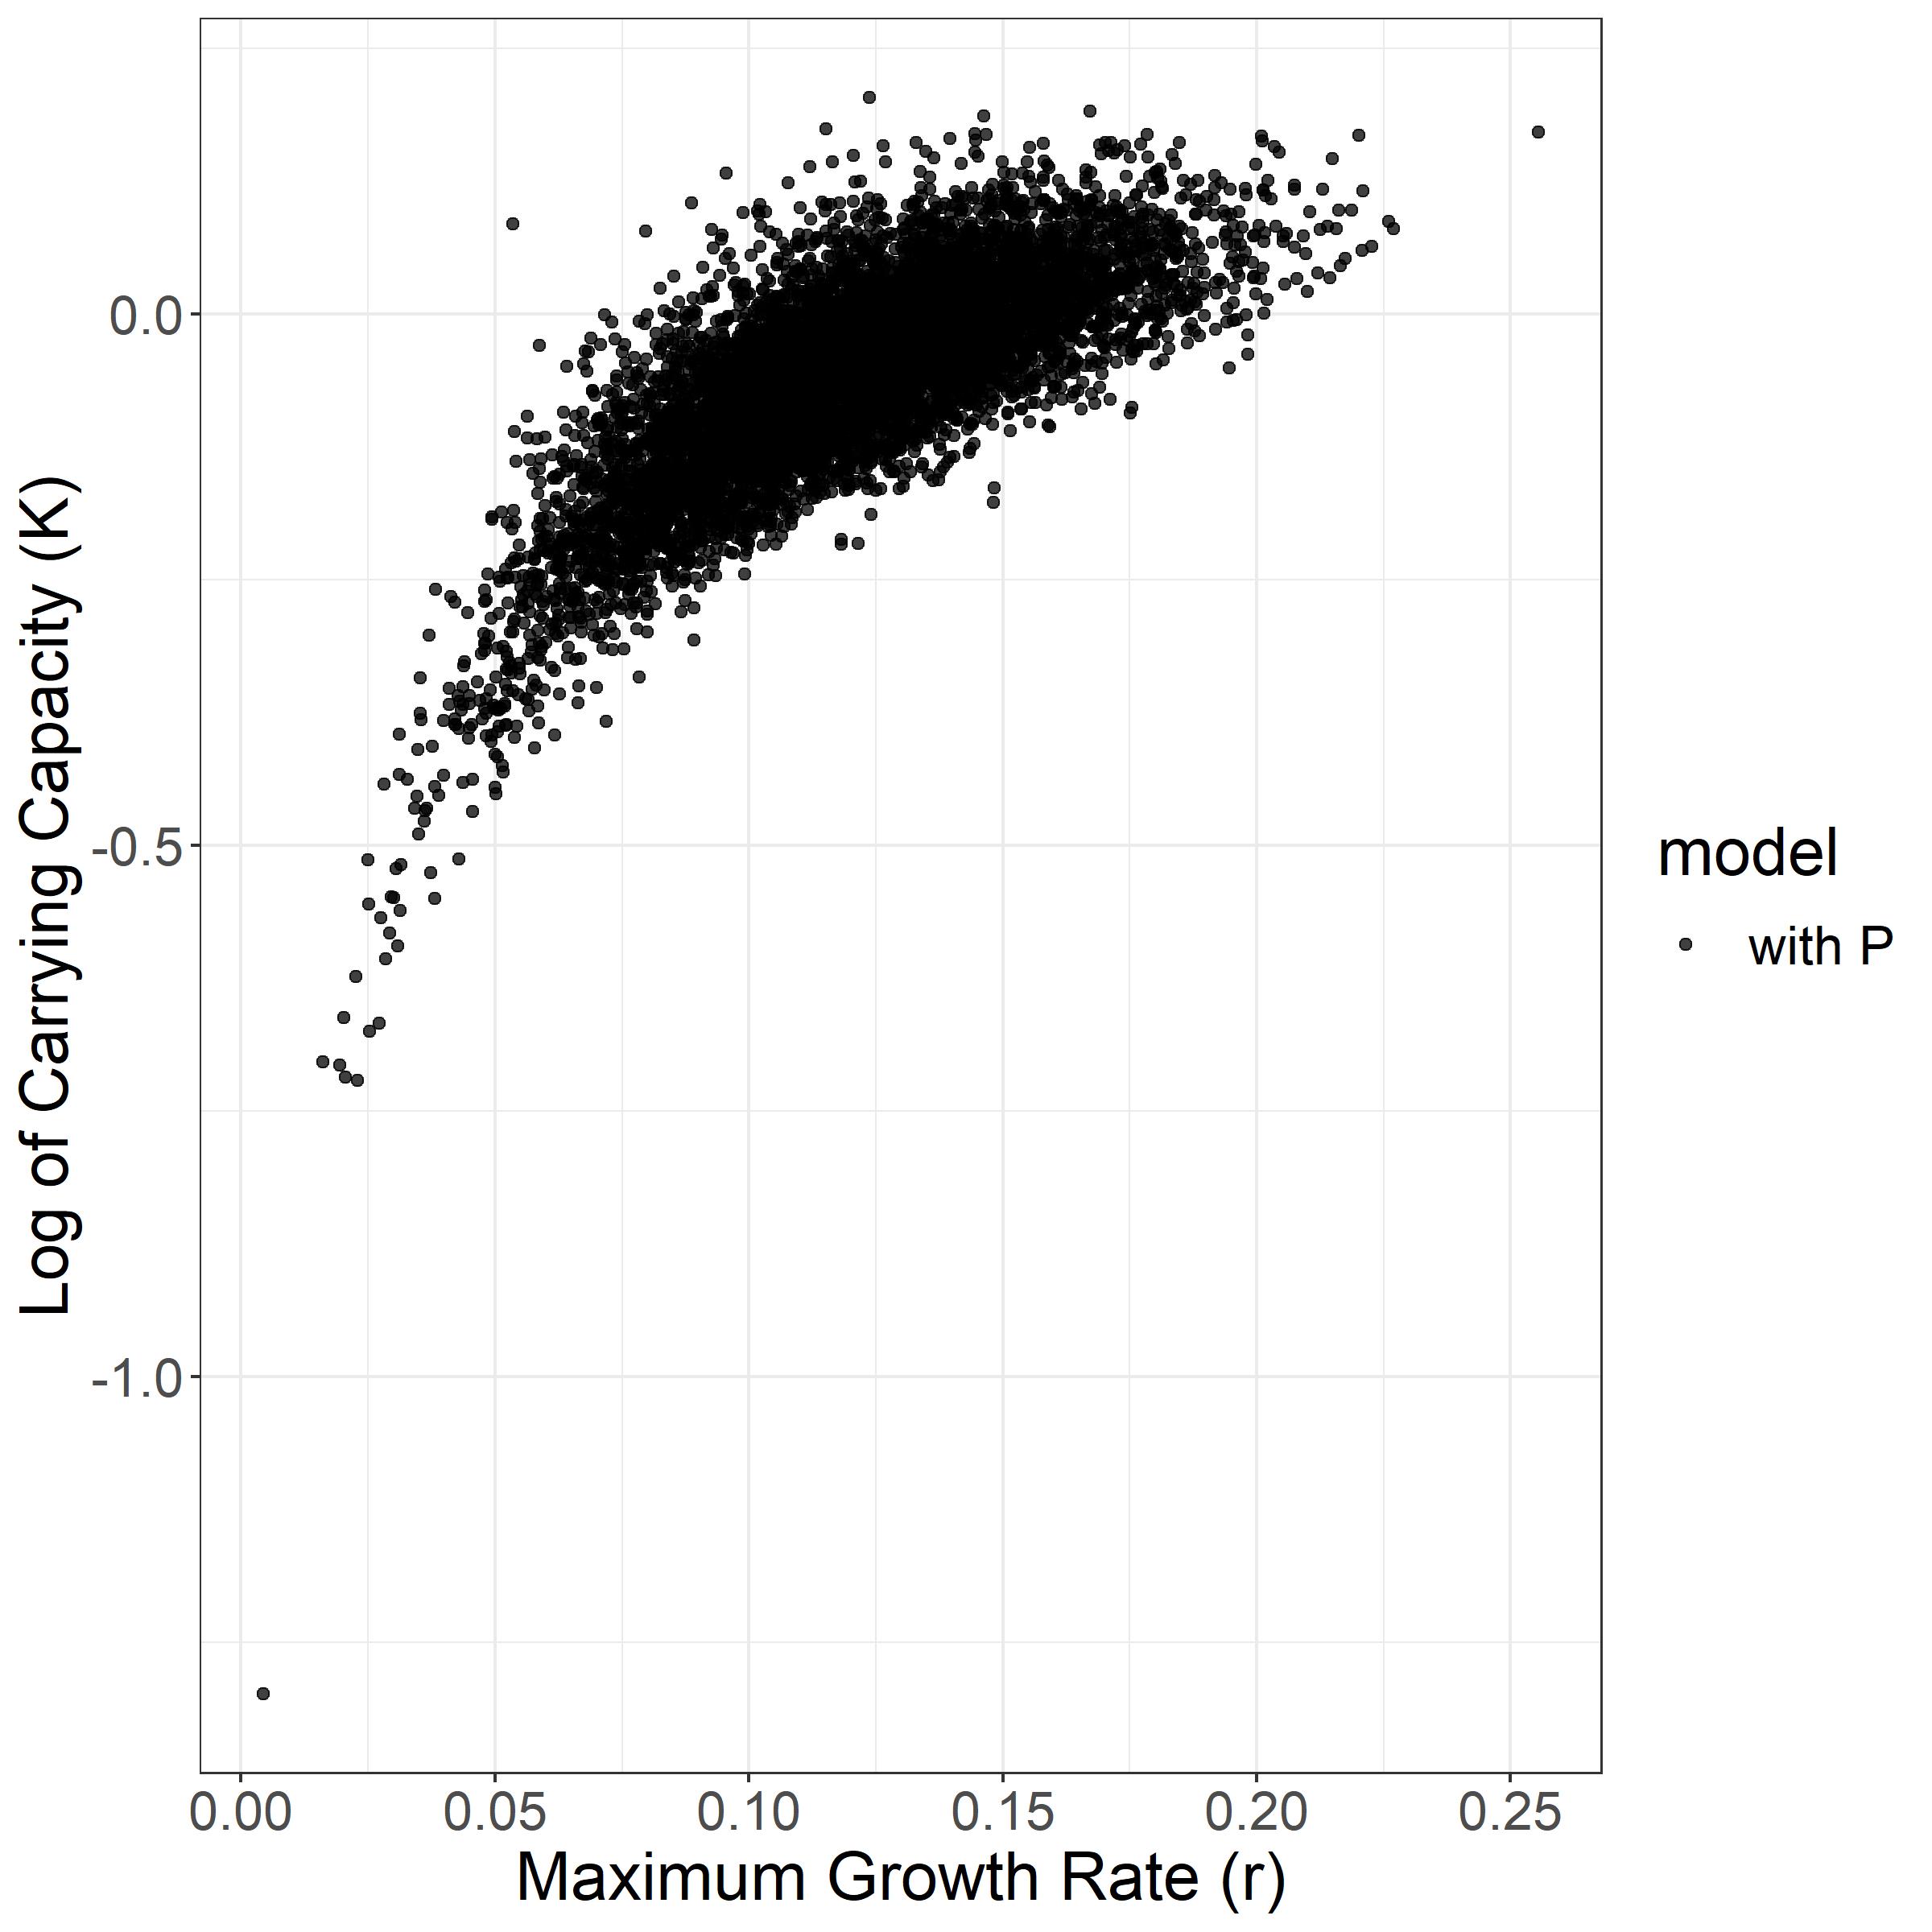 Log of Carrying Capacity (K)
0.0
-0.5
-1.0
0.00 0.05 0.10 0.15 0.20 0.25
Maximum Growth Rate (r)
model
with P